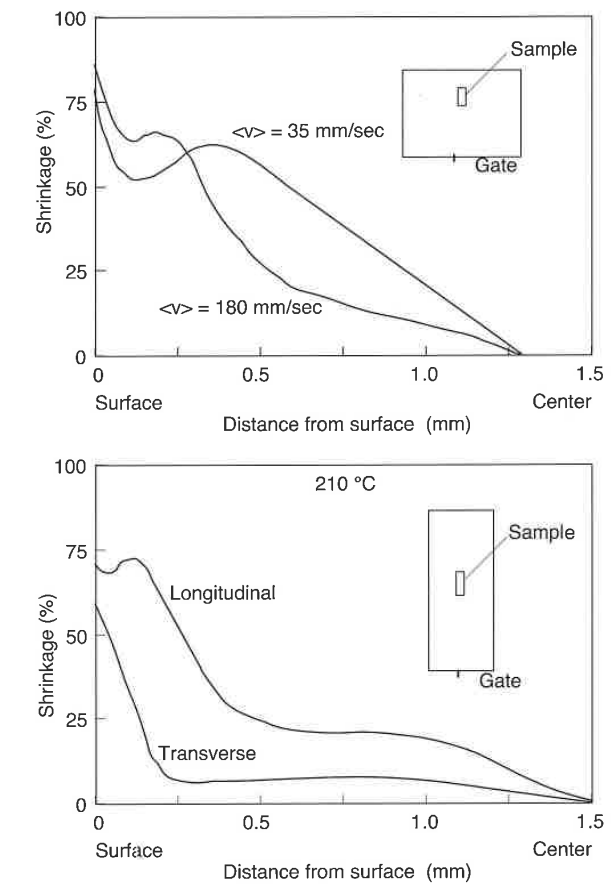 100
Sample
75
<v> = 35 mm/sec
Gate
Shrinkage (%)
50
25
<v> = 180 mm/sec
0
0 0.5 1.0 1.5
Surface Center
Distance from surface (mm)
100
210 °C
Sample
75
Longitudinal
Shrinkage (%)
50
Gate
25
Transverse
0
0 0.5 1.0 1.5
Surface Center
Distance from surface (mm)